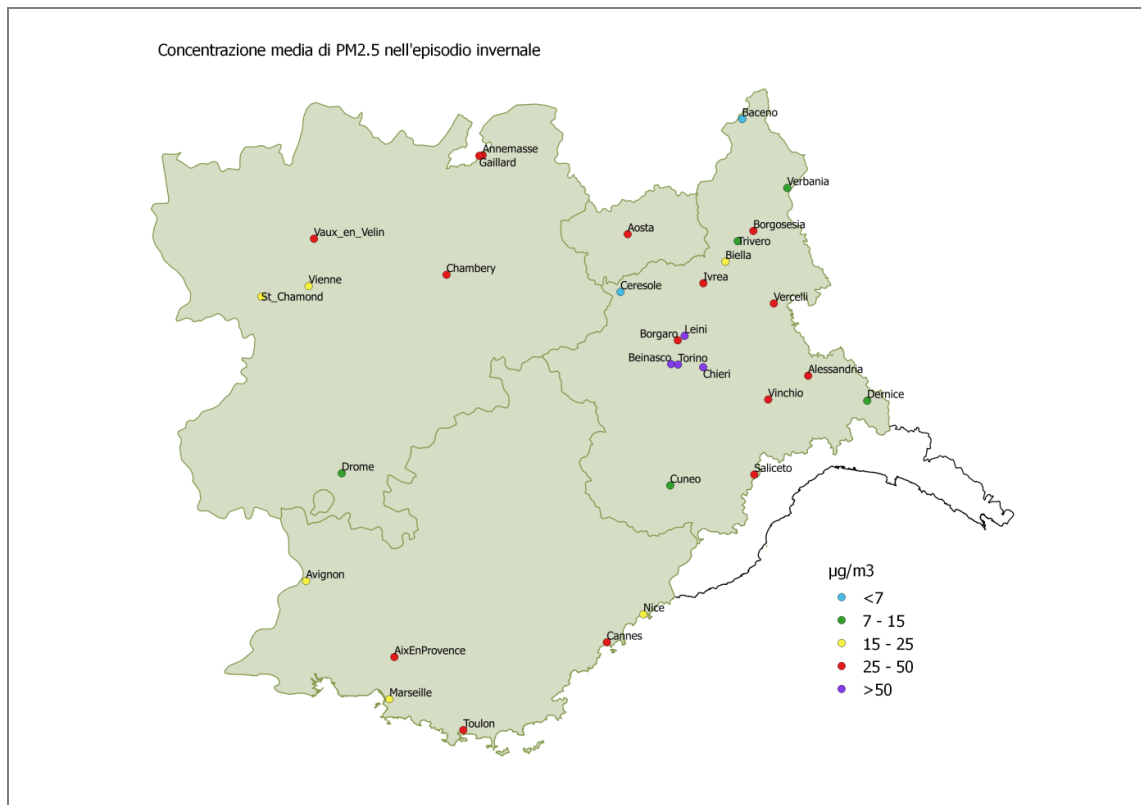 Concentrazione media di PM2.5 nell'episodio invernale
Baceno
Annemasse
Gaillard
Verbania
Vaux_en_Velin
Aosta
Borgosesia
Trivero
Biella
Chambery
Ivrea
Vienne
St_Chamond
Ceresole
Vercelli
Leini
Borgaro
Beinasco
Torino
Chieri
Alessandria
Vinchio
Dernice
Drome
Cuneo
Saliceto
Avignon
Nice
Cannes
AixEnProvence
Marseille
Toulon
µg/m3
<7
7 - 15
15 - 25
25 - 50
>50